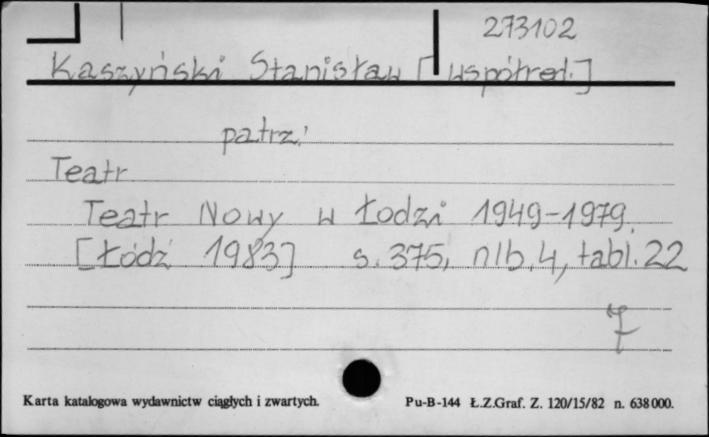 273102
Kaszyński Stanisław [współred.]
patrz:
Teatr
Teatr Nowy w Łodzi 1949-1979.
[Łódź 1983] s. 375, nlb. 4, tabl. 22
Karta katalogowa wydawnictw ciągłych i zwartych.
Pu-B-144 Ł.Z.Graf. Z. 120/15/82 n. 638000.